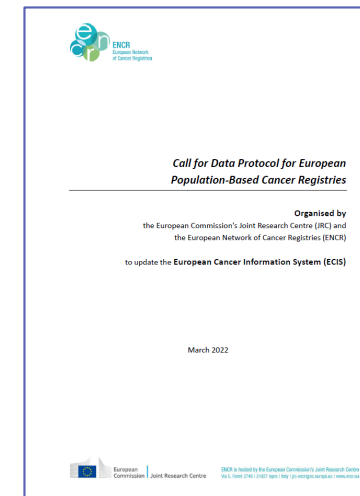 encr
ENCR
European Network
of Cancer Registries
Call for Data Protocol for European
Population-Based Cancer Registries
Organised by
the European Commission's Joint Research Centre (JRC) and
the European Network of Cancer Registries (ENCR)
to update the European Cancer Information System (ECIS)
March 2022
European
Commission
Joint Research Centre
ENCR is hosted by the European Commission's Joint Research Centre